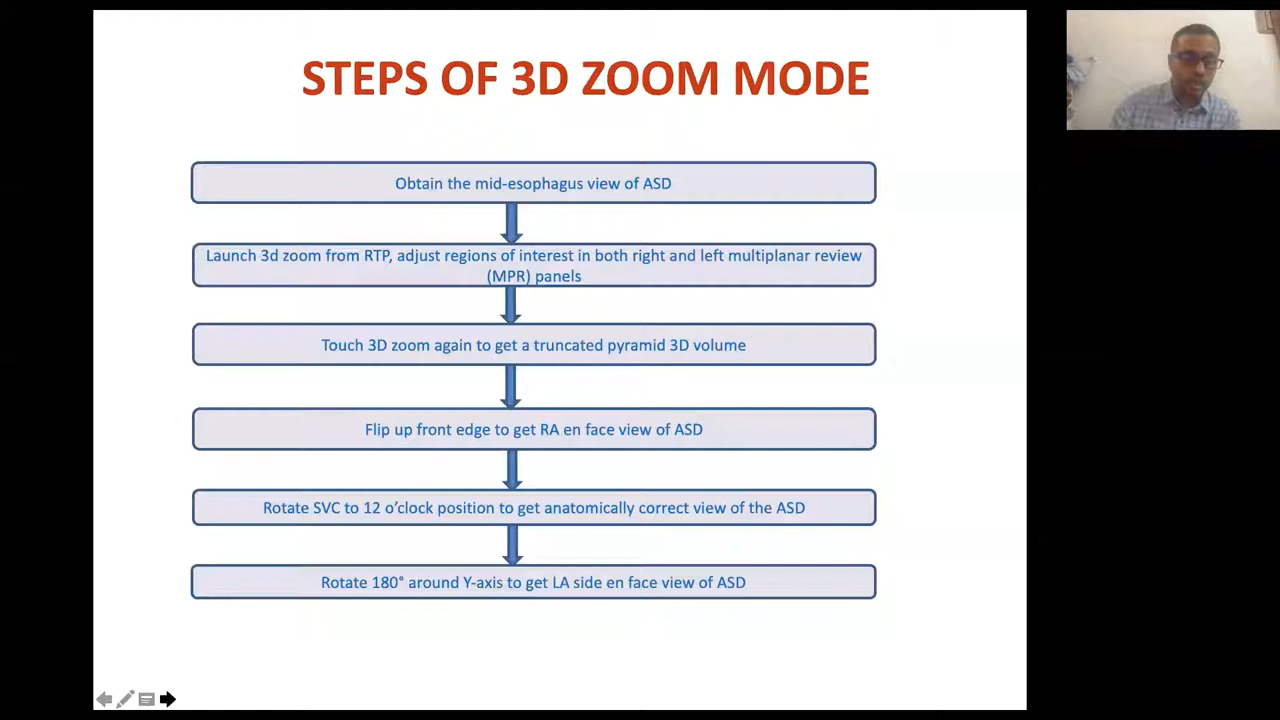 STEPS OF 3D ZOOM MODE
Obtain the mid-esophagus view of ASD
Launch 3d zoom from RTP, adjust regions of interest in both right and left multiplanar review
(MPR) panels
Touch 3D zoom again to get a truncated pyramid 3D volume
Flip up front edge to get RA en face view of ASD
Rotate SVC to 12 o’clock position to get anatomically correct view of the ASD
Rotate 180° around Y-axis to get LA side en face view of ASD